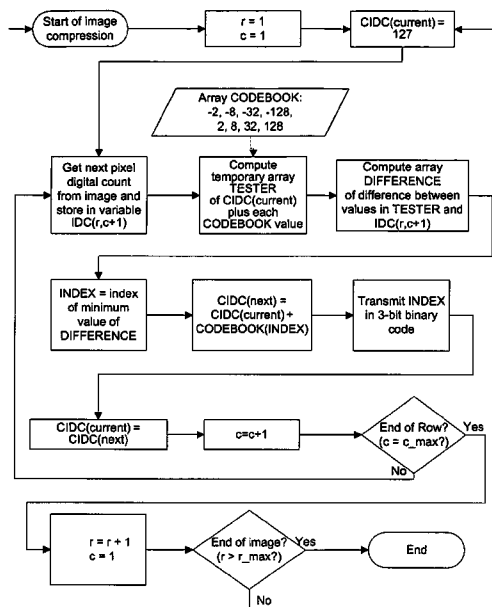 Start of image
compression
r = 1
c = 1
CIDC(current) =
127
Array CODEBOOK:
-2, -8, -32, -128,
2, 8, 32, 128
Get next pixel
digital count
from image and
store in variable
IDC(r,c+1)
Compute
temporary array
TESTER
of CIDC(current)
plus each
CODEBOOK value
Compute array
DIFFERENCE
of difference between
values in TESTER and
IDC(r,c+1)
INDEX = index
of minimum
value of
DIFFERENCE
CIDC(next) =
CIDC(current) +
CODEBOOK(INDEX)
Transmit INDEX
in 3-bit binary
code
CIDC(current) =
CIDC(next)
c=c+1
End of Row?
(c = c_max?)
Yes
No
r = r + 1
c = 1
End of image?
(r > r_max?)
Yes
End
No